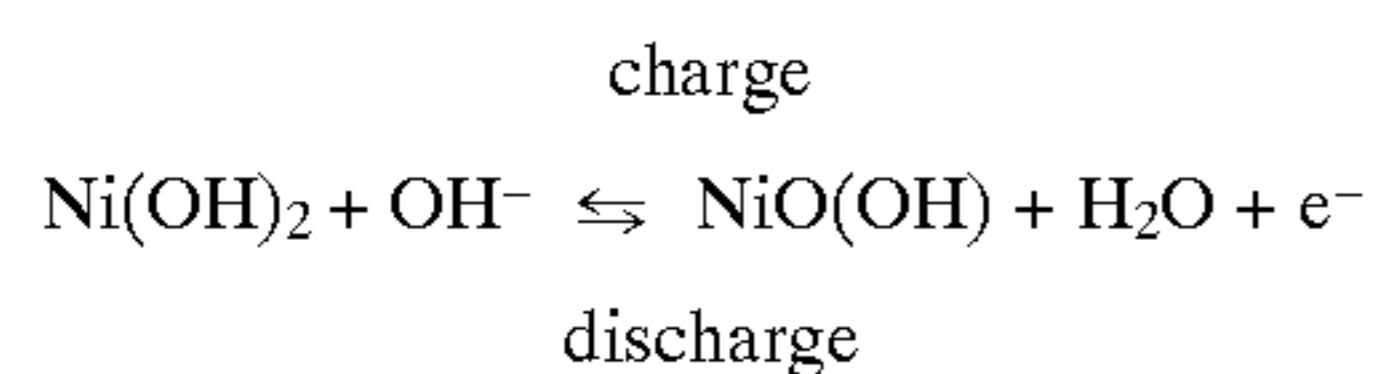 charge
Ni(OH)₂ + OH⁻ ⇆ NiO(OH) + H₂O + e⁻
discharge